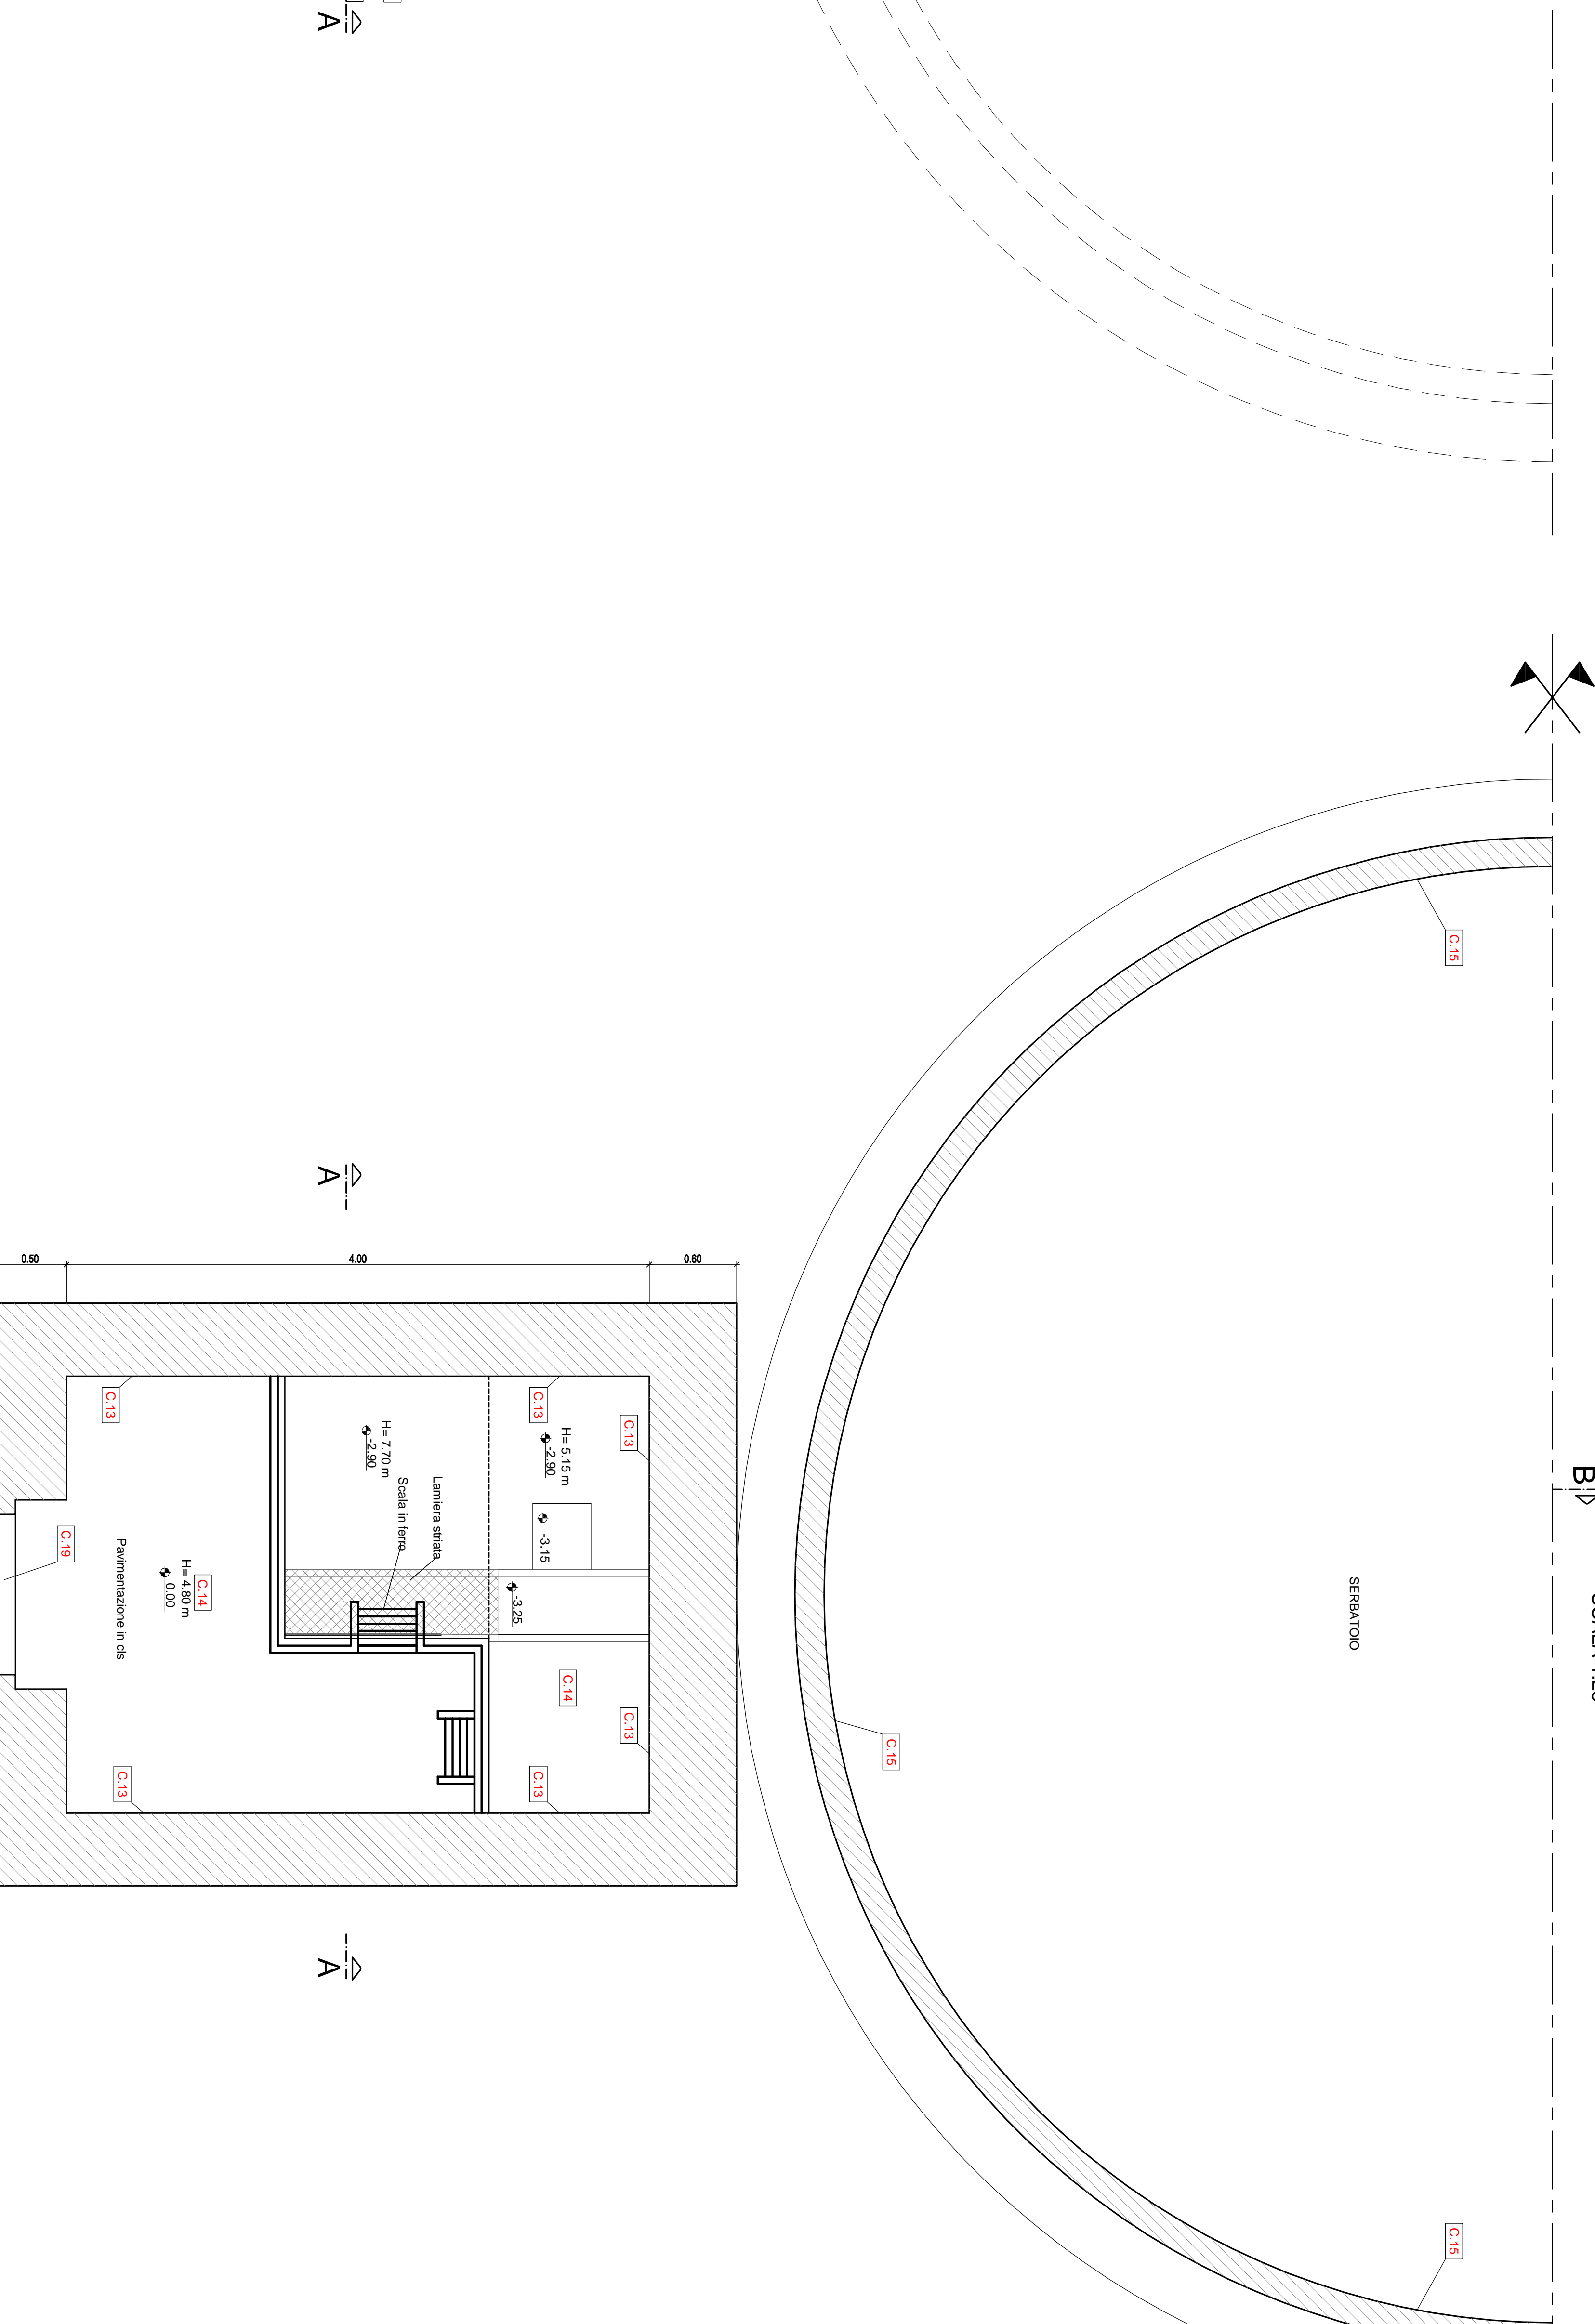 A
A
A
B
SERBATOIO
C.15
C.15
C.15
0.50
4.00
0.60
C.13
C.13
C.13
H= 5.15 m
-2.90
H= 7.70 m
-2.90
Scala in ferro
Lamiera striata
-3.15
-3.25
C.19
Pavimentazione in cls
C.14
H= 4.80 m
0.00
C.14
C.13
C.13
C.13